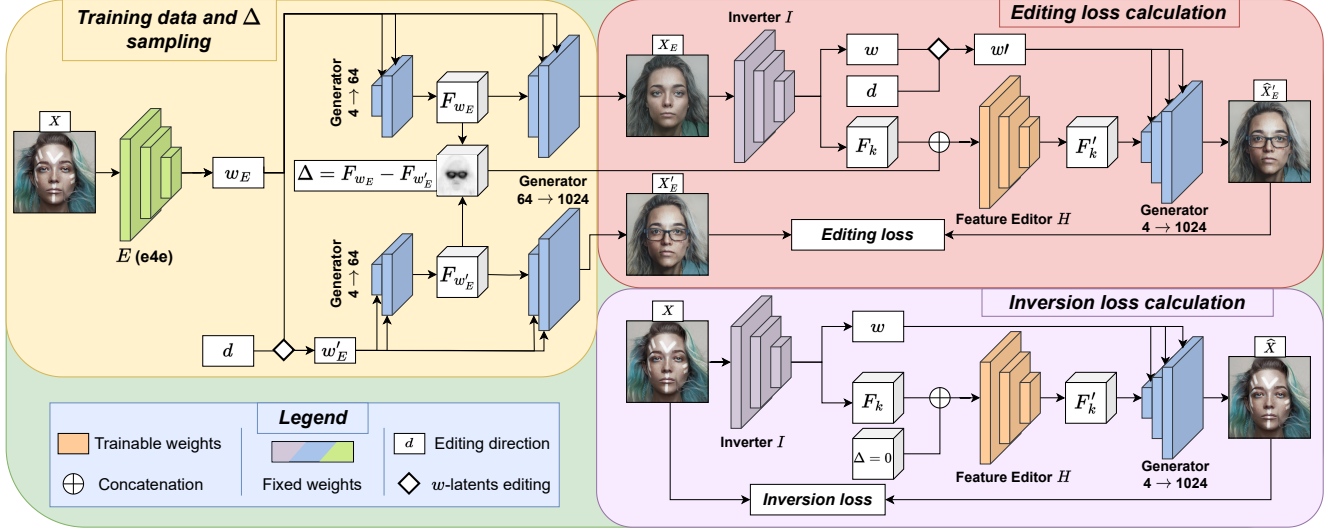 Training data and Δ
sampling
X
E (e4e)
w_E
Generator
4 → 64
F_{w_E}
Δ = F_{w_E} − F_{w'_E}
Generator
64 → 1024
Generator
4 → 64
F_{w'_E}
d
w'_E
Editing loss calculation
X_E
Inverter I
w
d
w'
F_k
Feature Editor H
F'_k
Generator
4 → 1024
X̂'_E
X'_E
Editing loss
Inversion loss calculation
X
Inverter I
w
F_k
Δ = 0
Feature Editor H
F'_k
Generator
4 → 1024
X̂
Inversion loss
Legend
Trainable weights
Concatenation
Fixed weights
d
Editing direction
w-latents editing